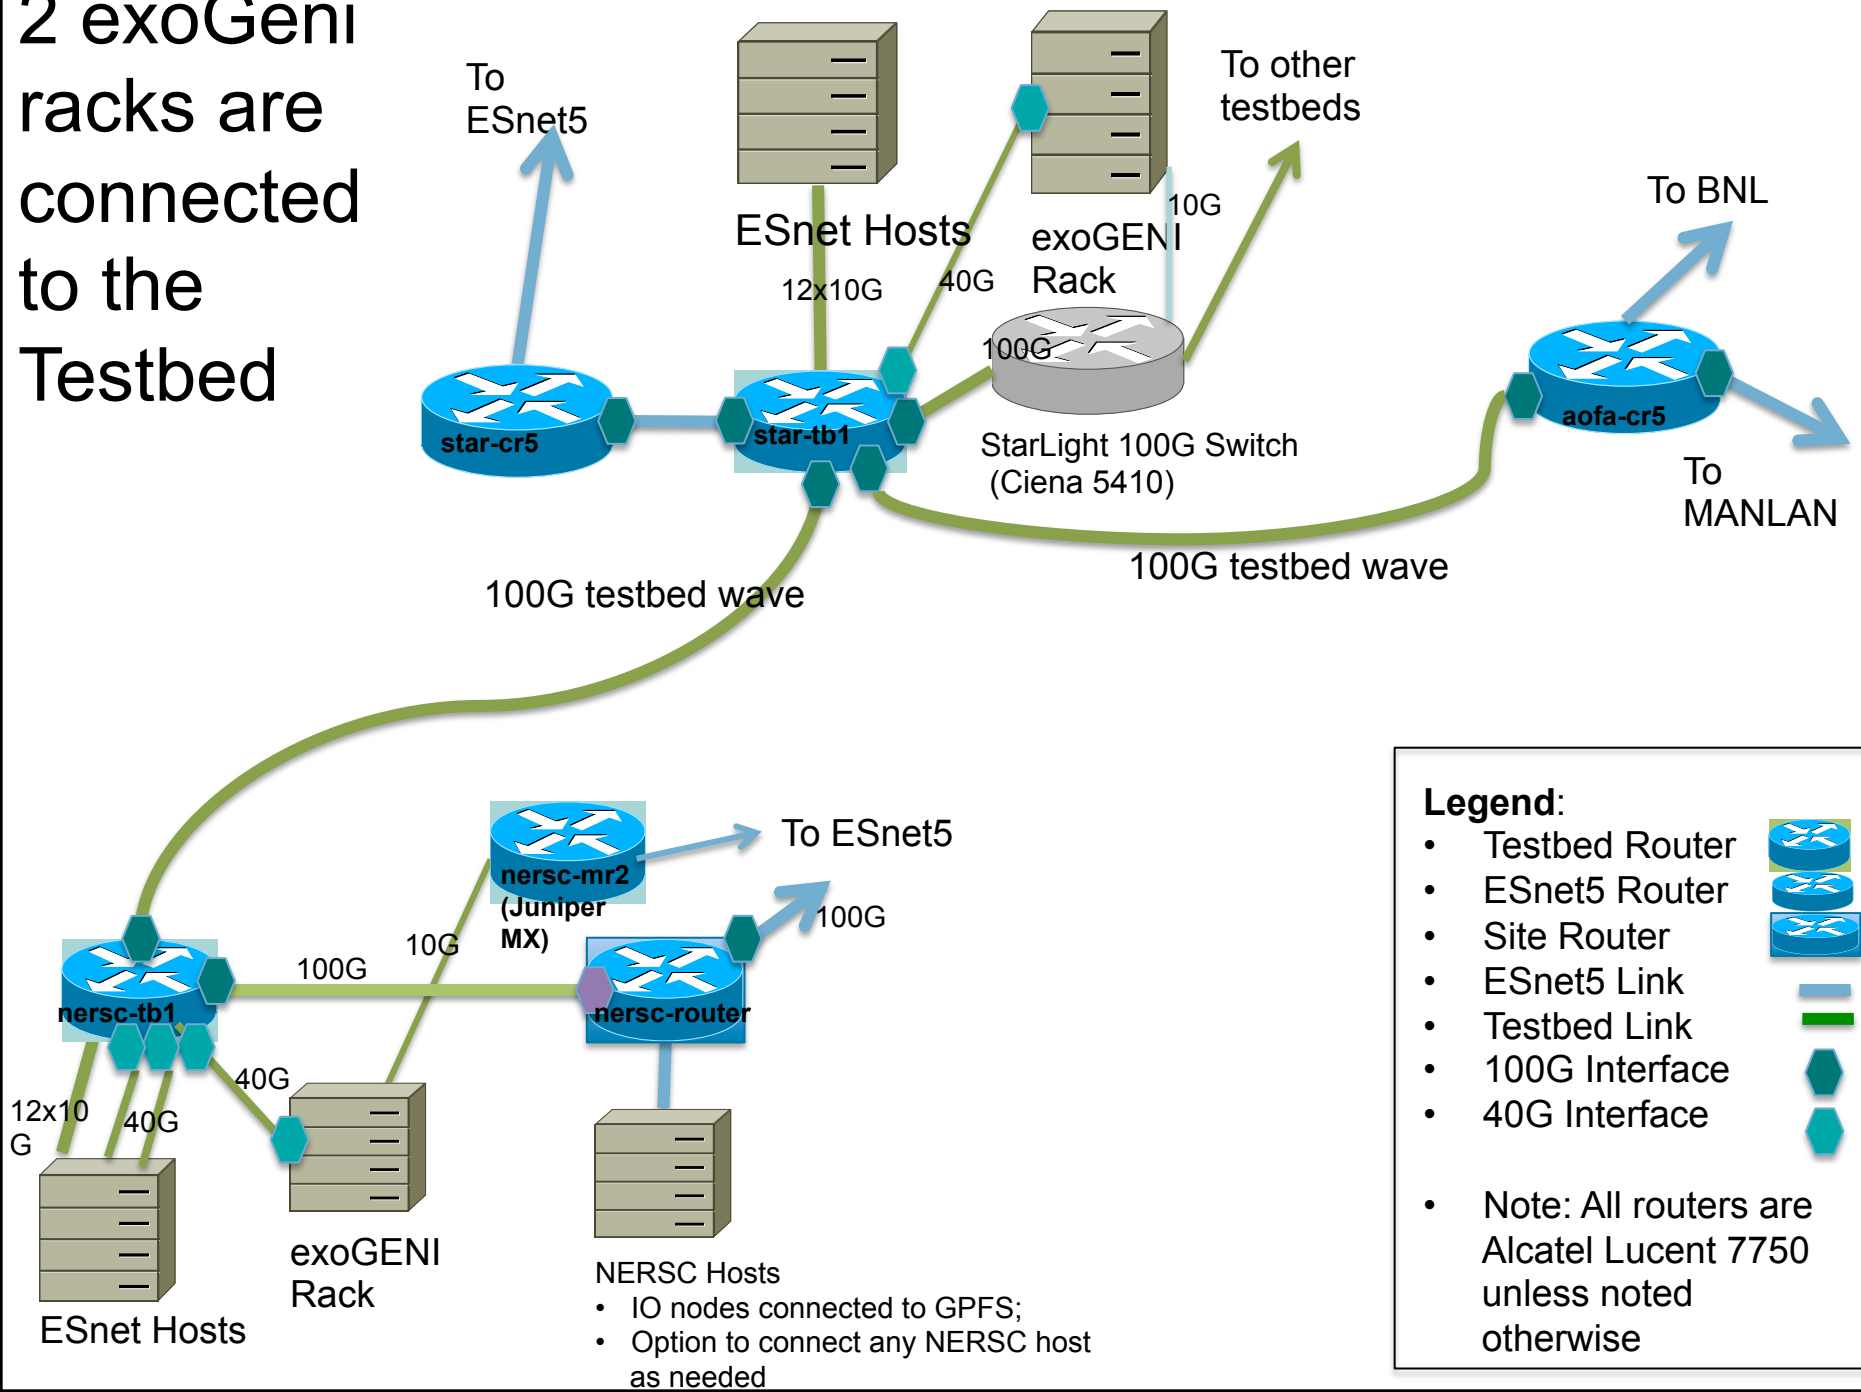 2 exoGeni
racks are
connected
to the
Testbed
To
ESnet5
ESnet Hosts
12x10G
40G
exoGENI
Rack
10G
To other
testbeds
To BNL
100G
star-cr5
star-tb1
aofa-cr5
StarLight 100G Switch
(Ciena 5410)
To
MANLAN
100G testbed wave
100G testbed wave
nersc-mr2
(Juniper
MX)
To ESnet5
100G
10G
100G
nersc-tb1
nersc-router
40G
12x10
G
40G
exoGENI
Rack
ESnet Hosts
NERSC Hosts
• IO nodes connected to GPFS;
• Option to connect any NERSC host
as needed
Legend:
• Testbed Router
• ESnet5 Router
• Site Router
• ESnet5 Link
• Testbed Link
• 100G Interface
• 40G Interface
• Note: All routers are
Alcatel Lucent 7750
unless noted
otherwise